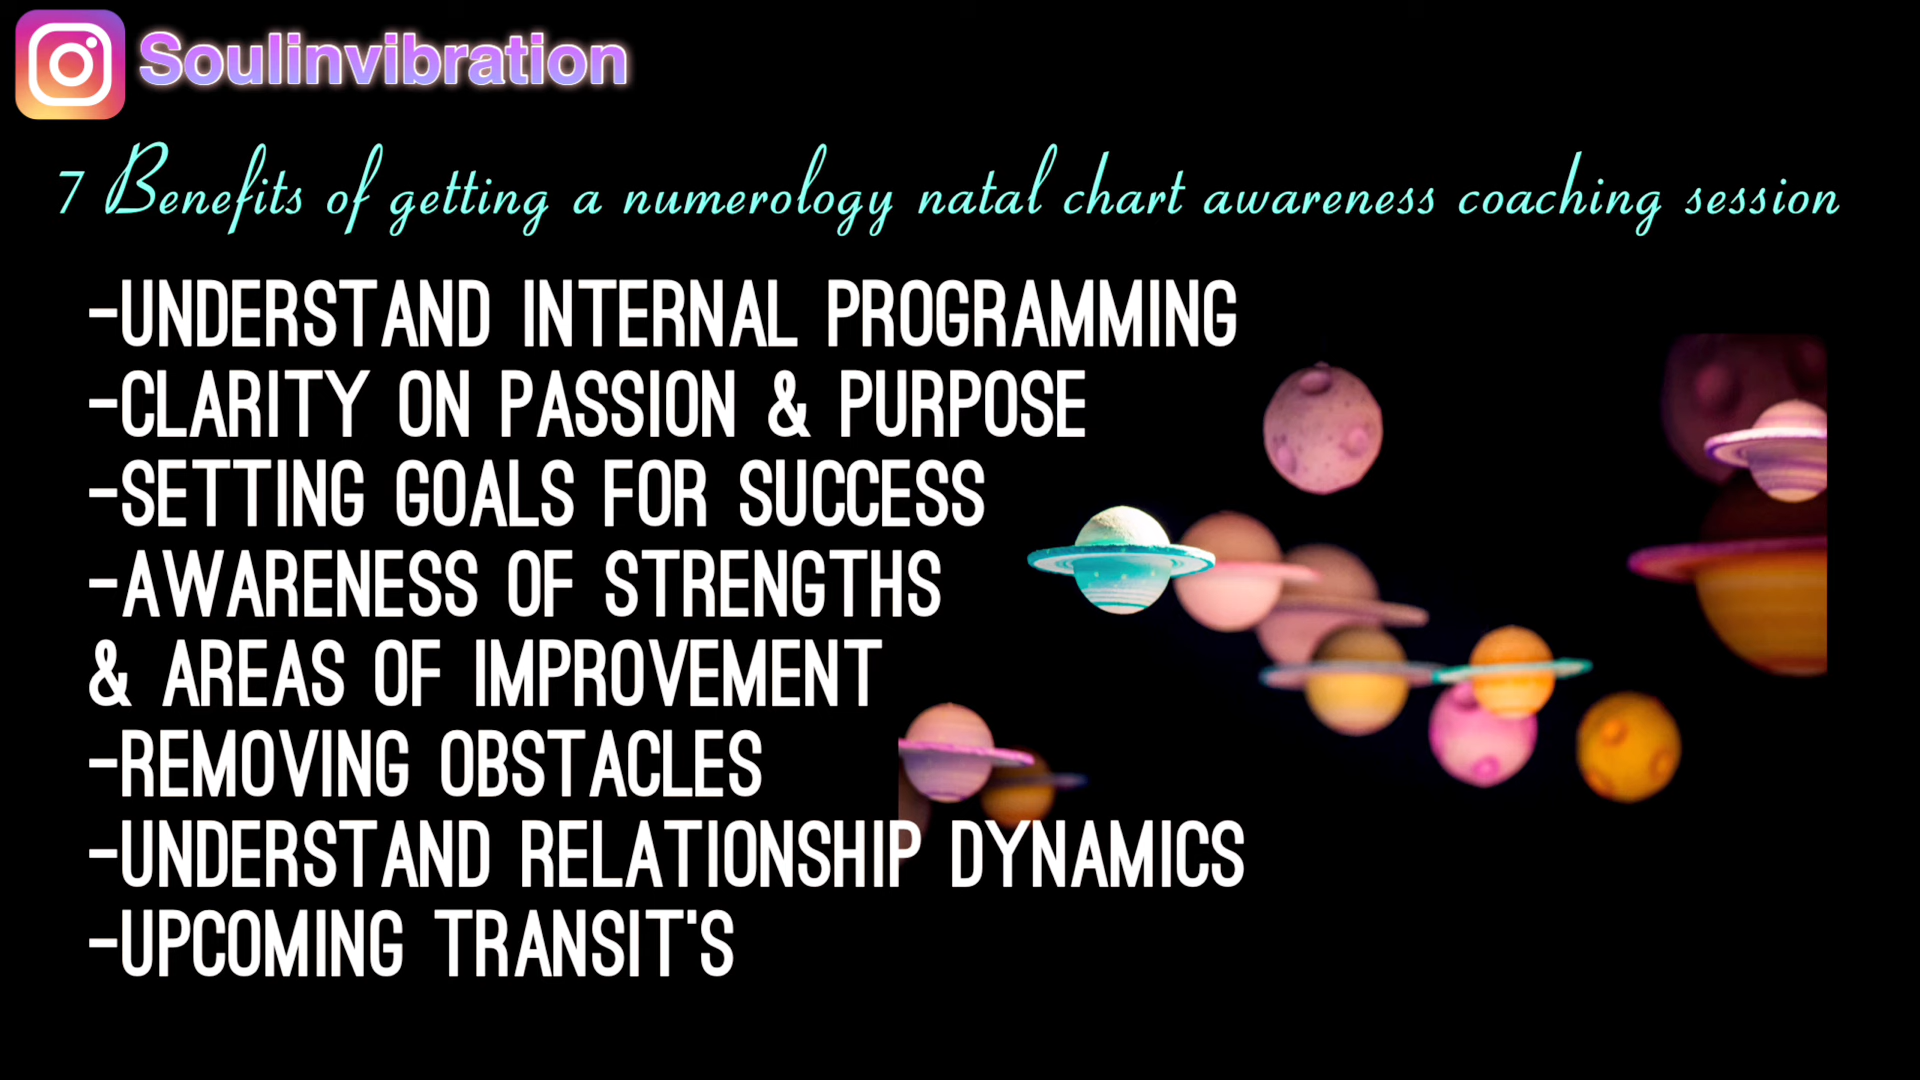 Soulinvibration
7 Benefits of getting a numerology natal chart awareness coaching session
-UNDERSTAND INTERNAL PROGRAMMING
-CLARITY ON PASSION & PURPOSE
-SETTING GOALS FOR SUCCESS
-AWARENESS OF STRENGTHS
& AREAS OF IMPROVEMENT
-REMOVING OBSTACLES
-UNDERSTAND RELATIONSHIP DYNAMICS
-UPCOMING TRANSIT'S